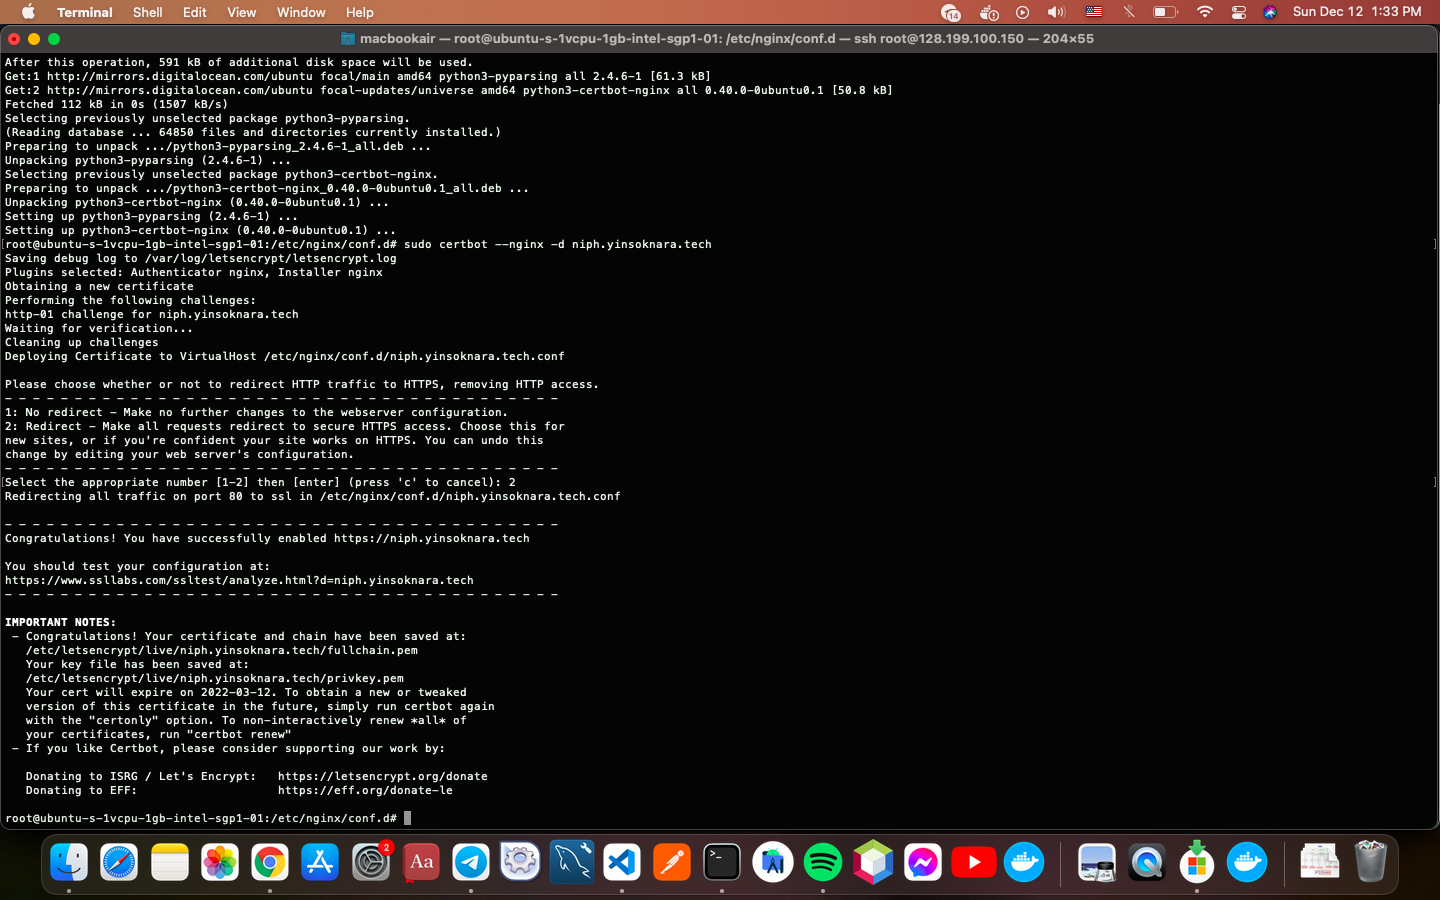 Terminal Shell Edit View Window Help 14 Sun Dec 12 1:33 PM
macbookair — root@ubuntu-s-1vcpu-1gb-intel-sgp1-01: /etc/nginx/conf.d — ssh root@128.199.100.150 — 204×55
After this operation, 591 kB of additional disk space will be used.
Get:1 http://mirrors.digitalocean.com/ubuntu focal/main amd64 python3-pyparsing all 2.4.6-1 [61.3 kB]
Get:2 http://mirrors.digitalocean.com/ubuntu focal-updates/universe amd64 python3-certbot-nginx all 0.40.0-0ubuntu0.1 [50.8 kB]
Fetched 112 kB in 0s (1507 kB/s)
Selecting previously unselected package python3-pyparsing.
(Reading database ... 64850 files and directories currently installed.)
Preparing to unpack .../python3-pyparsing_2.4.6-1_all.deb ...
Unpacking python3-pyparsing (2.4.6-1) ...
Selecting previously unselected package python3-certbot-nginx.
Preparing to unpack .../python3-certbot-nginx_0.40.0-0ubuntu0.1_all.deb ...
Unpacking python3-certbot-nginx (0.40.0-0ubuntu0.1) ...
Setting up python3-pyparsing (2.4.6-1) ...
Setting up python3-certbot-nginx (0.40.0-0ubuntu0.1) ...
[root@ubuntu-s-1vcpu-1gb-intel-sgp1-01:/etc/nginx/conf.d# sudo certbot --nginx -d niph.yinsoknara.tech ]
Saving debug log to /var/log/letsencrypt/letsencrypt.log
Plugins selected: Authenticator nginx, Installer nginx
Obtaining a new certificate
Performing the following challenges:
http-01 challenge for niph.yinsoknara.tech
Waiting for verification...
Cleaning up challenges
Deploying Certificate to VirtualHost /etc/nginx/conf.d/niph.yinsoknara.tech.conf
Please choose whether or not to redirect HTTP traffic to HTTPS, removing HTTP access.
- - - - - - - - - - - - - - - - - - - - - - - - - - - - - - - - - - - - - - - -
1: No redirect - Make no further changes to the webserver configuration.
2: Redirect - Make all requests redirect to secure HTTPS access. Choose this for
new sites, or if you're confident your site works on HTTPS. You can undo this
change by editing your web server's configuration.
- - - - - - - - - - - - - - - - - - - - - - - - - - - - - - - - - - - - - - - -
[Select the appropriate number [1-2] then [enter] (press 'c' to cancel): 2 ]
Redirecting all traffic on port 80 to ssl in /etc/nginx/conf.d/niph.yinsoknara.tech.conf
- - - - - - - - - - - - - - - - - - - - - - - - - - - - - - - - - - - - - - - -
Congratulations! You have successfully enabled https://niph.yinsoknara.tech
You should test your configuration at:
https://www.ssllabs.com/ssltest/analyze.html?d=niph.yinsoknara.tech
- - - - - - - - - - - - - - - - - - - - - - - - - - - - - - - - - - - - - - - -
IMPORTANT NOTES:
- Congratulations! Your certificate and chain have been saved at:
/etc/letsencrypt/live/niph.yinsoknara.tech/fullchain.pem
Your key file has been saved at:
/etc/letsencrypt/live/niph.yinsoknara.tech/privkey.pem
Your cert will expire on 2022-03-12. To obtain a new or tweaked
version of this certificate in the future, simply run certbot again
with the "certonly" option. To non-interactively renew *all* of
your certificates, run "certbot renew"
- If you like Certbot, please consider supporting our work by:
Donating to ISRG / Let's Encrypt: https://letsencrypt.org/donate
Donating to EFF: https://eff.org/donate-le
root@ubuntu-s-1vcpu-1gb-intel-sgp1-01:/etc/nginx/conf.d#
2
Aa
>_